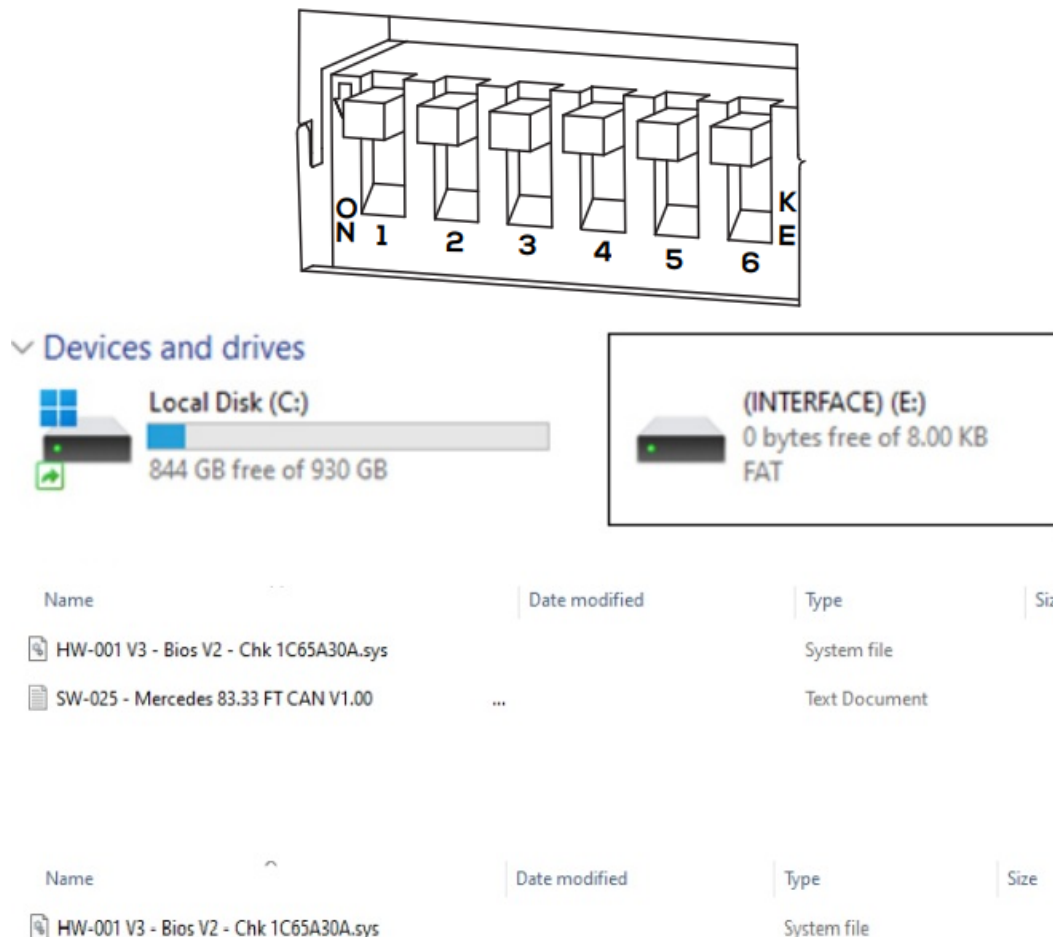 ON 1 2 3 4 5 6 KE
Devices and drives
Local Disk (C:)
844 GB free of 930 GB
(INTERFACE) (E:)
0 bytes free of 8.00 KB
FAT
Name Date modified Type Siz
HW-001 V3 - Bios V2 - Chk 1C65A30A.sys System file
SW-025 - Mercedes 83.33 FT CAN V1.00 ... Text Document
Name Date modified Type Size
HW-001 V3 - Bios V2 - Chk 1C65A30A.sys System file